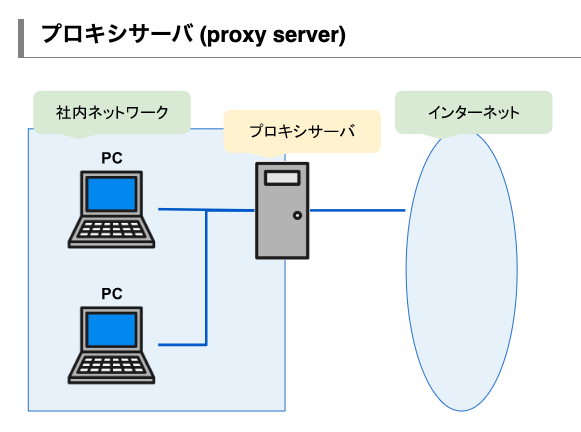 プロキシサーバ (proxy server)
社内ネットワーク
プロキシサーバ
インターネット
PC
PC